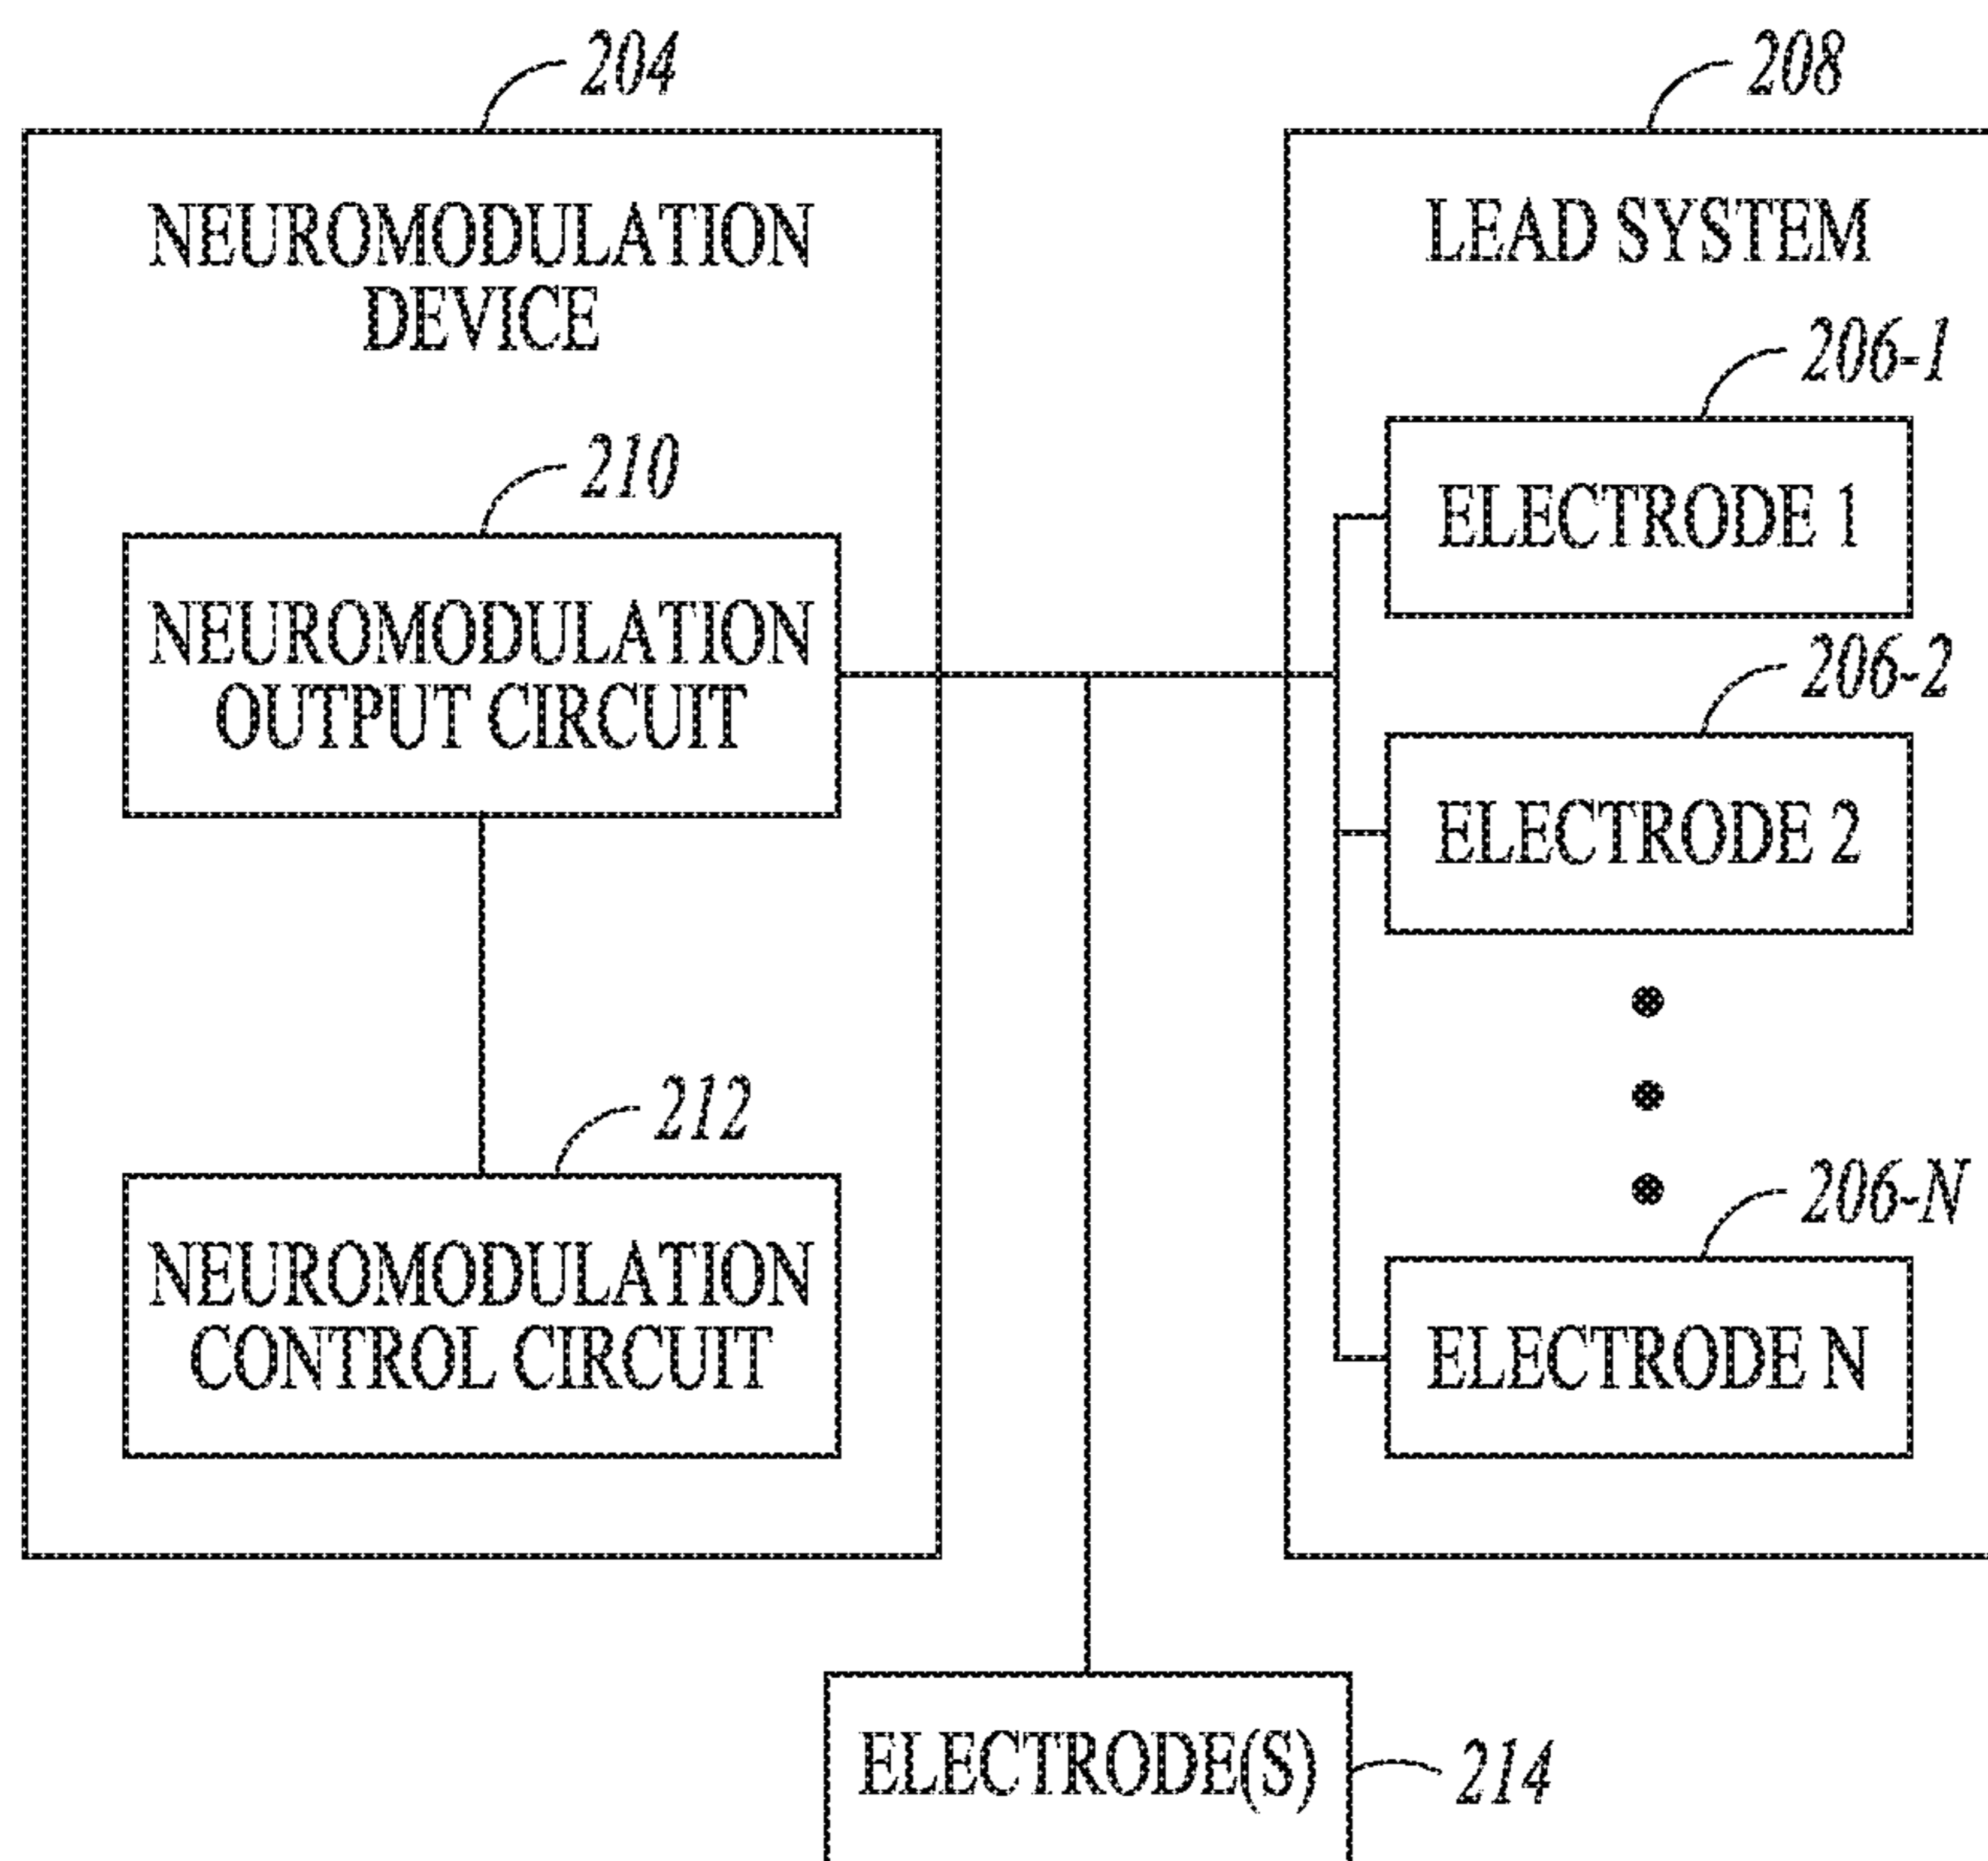 204
NEUROMODULATION
DEVICE
210
NEUROMODULATION
OUTPUT CIRCUIT
212
NEUROMODULATION
CONTROL CIRCUIT
208
LEAD SYSTEM
206-1
ELECTRODE 1
206-2
ELECTRODE 2
206-N
ELECTRODE N
ELECTRODE(S)
214